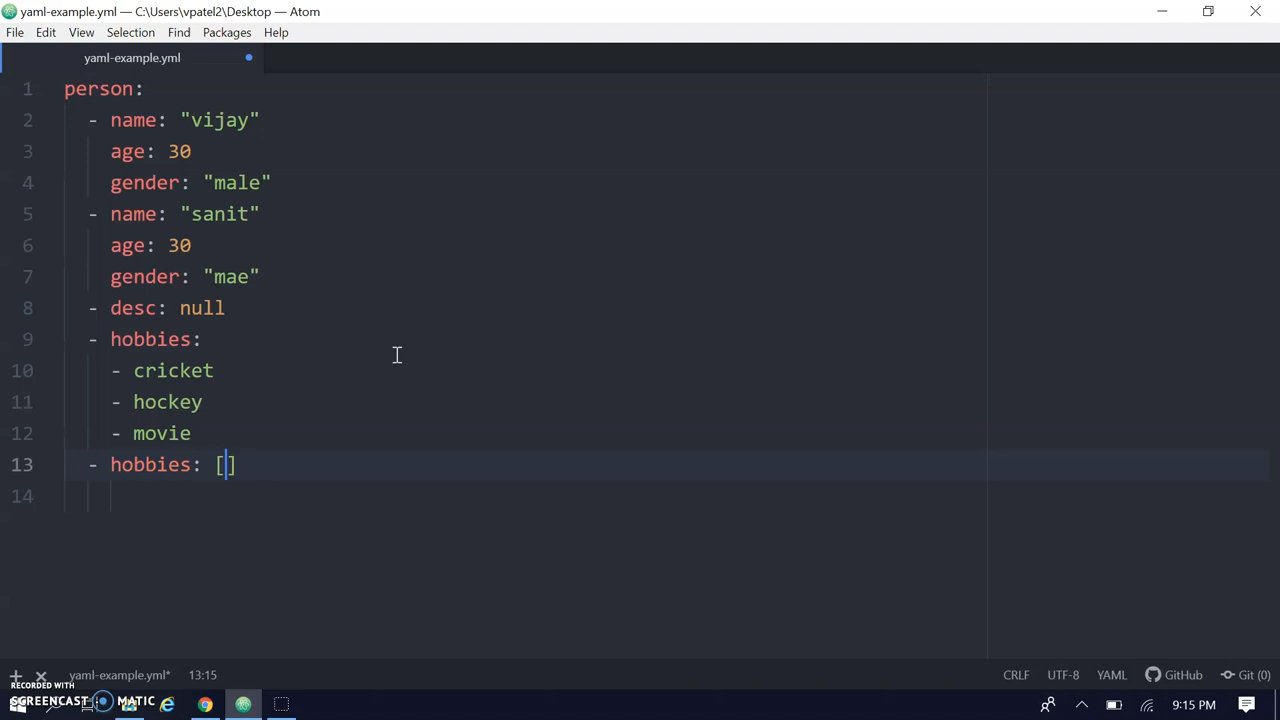 yaml-example.yml — C:\Users\vpatel2\Desktop — Atom
File Edit View Selection Find Packages Help
yaml-example.yml
1 person:
2 - name: "vijay"
3 age: 30
4 gender: "male"
5 - name: "sanit"
6 age: 30
7 gender: "mae"
8 - desc: null
9 - hobbies:
10 - cricket
11 - hockey
12 - movie
13 - hobbies: []
14
yaml-example.yml* 13:15 CRLF UTF-8 YAML GitHub Git (0)
RECORDED WITH
SCREENCAST MATIC
9:15 PM